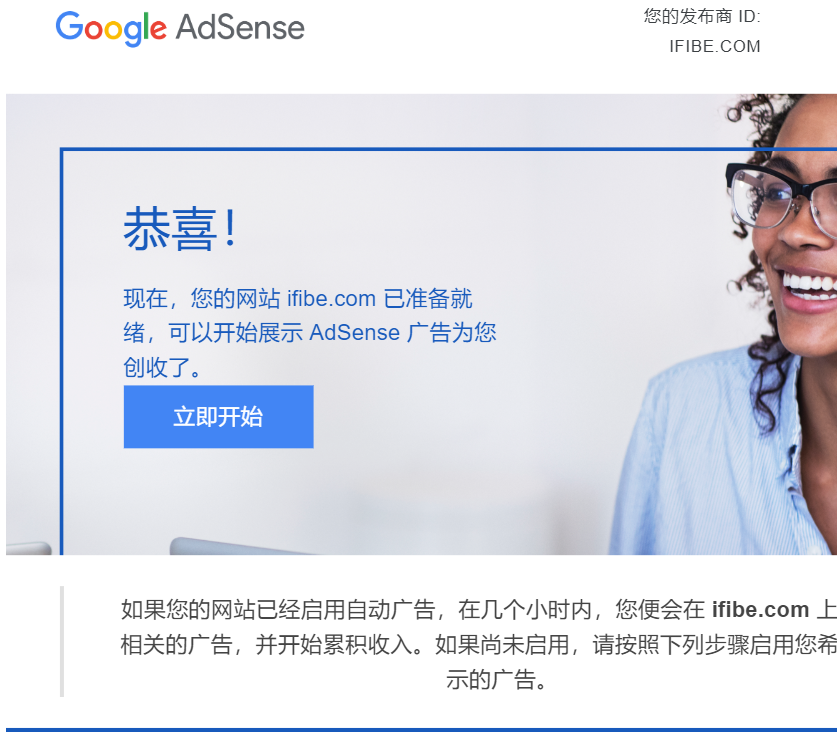 Google AdSense
您的发布商 ID:
IFIBE.COM
恭喜！
现在，您的网站 ifibe.com 已准备就
绪，可以开始展示 AdSense 广告为您
创收了。
立即开始
如果您的网站已经启用自动广告，在几个小时内，您便会在 ifibe.com 上
相关的广告，并开始累积收入。如果尚未启用，请按照下列步骤启用您希
示的广告。